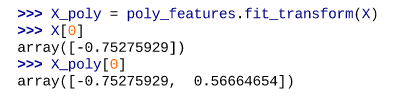 >>> X_poly = poly_features.fit_transform(X)
>>> X[0]
array([-0.75275929])
>>> X_poly[0]
array([-0.75275929,  0.56664654])